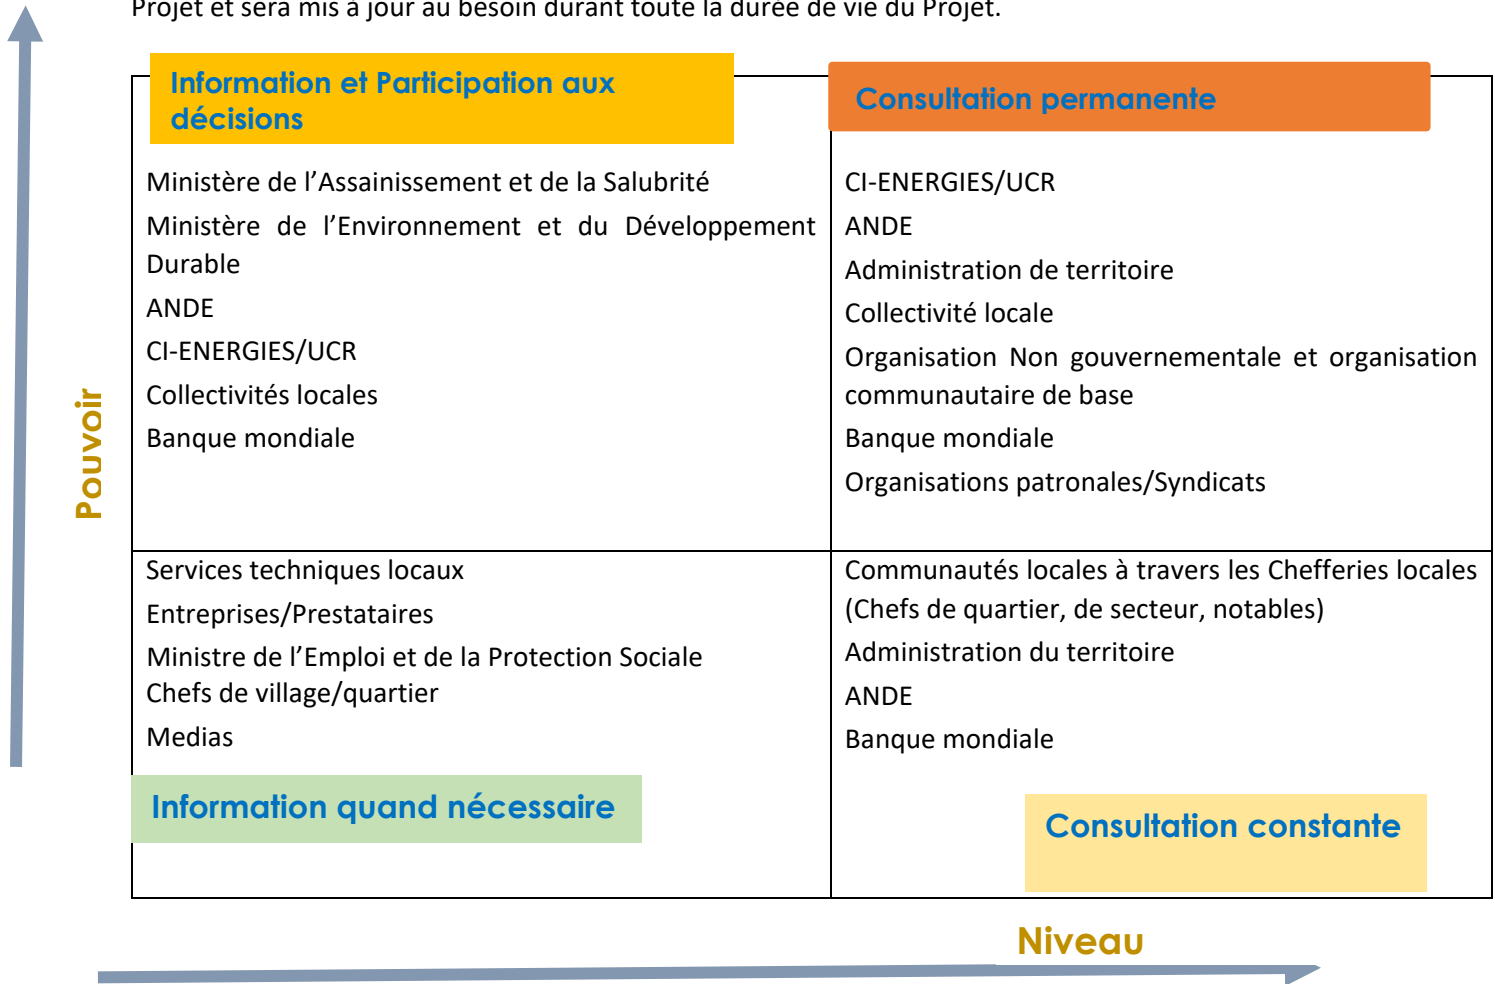 Projet et sera mis à jour au besoin durant toute la durée de vie du Projet.
Information et Participation aux
décisions
Ministère de l’Assainissement et de la Salubrité
Ministère de l’Environnement et du Développement
Durable
ANDE
CI-ENERGIES/UCR
Collectivités locales
Banque mondiale
Consultation permanente
CI-ENERGIES/UCR
ANDE
Administration de territoire
Collectivité locale
Organisation Non gouvernementale et organisation
communautaire de base
Banque mondiale
Organisations patronales/Syndicats
Pouvoir
Services techniques locaux
Entreprises/Prestataires
Ministre de l’Emploi et de la Protection Sociale
Chefs de village/quartier
Medias
Information quand nécessaire
Communautés locales à travers les Chefferies locales
(Chefs de quartier, de secteur, notables)
Administration du territoire
ANDE
Banque mondiale
Consultation constante
Niveau